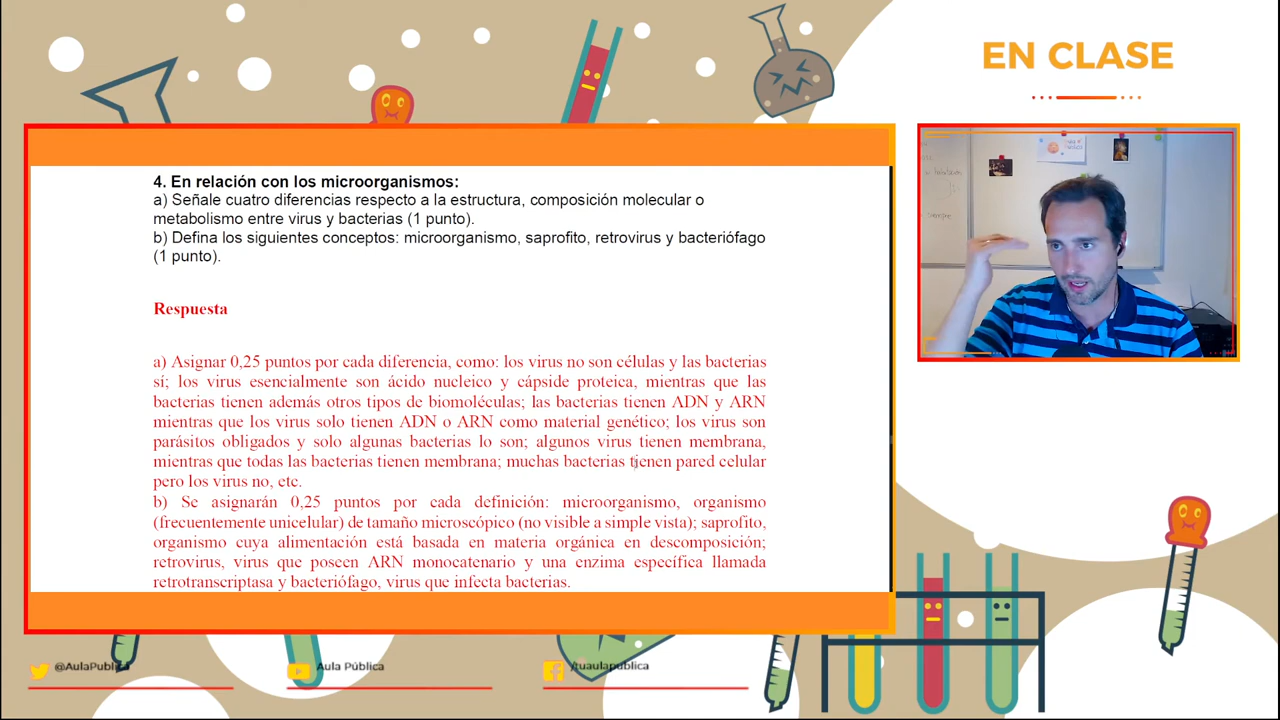 EN CLASE
4. En relación con los microorganismos:
a) Señale cuatro diferencias respecto a la estructura, composición molecular o
metabolismo entre virus y bacterias (1 punto).
b) Defina los siguientes conceptos: microorganismo, saprofito, retrovirus y bacteriófago
(1 punto).
Respuesta
a) Asignar 0,25 puntos por cada diferencia, como: los virus no son células y las bacterias
sí; los virus esencialmente son ácido nucleico y cápside proteica, mientras que las
bacterias tienen además otros tipos de biomoléculas; las bacterias tienen ADN y ARN
mientras que los virus solo tienen ADN o ARN como material genético; los virus son
parásitos obligados y solo algunas bacterias lo son; algunos virus tienen membrana,
mientras que todas las bacterias tienen membrana; muchas bacterias tienen pared celular
pero los virus no, etc.
b) Se asignarán 0,25 puntos por cada definición: microorganismo, organismo
(frecuentemente unicelular) de tamaño microscópico (no visible a simple vista); saprofito,
organismo cuya alimentación está basada en materia orgánica en descomposición;
retrovirus, virus que poseen ARN monocatenario y una enzima específica llamada
retrotranscriptasa y bacteriófago, virus que infecta bacterias.
@AulaPublica
Aula Pública
/tuaulapublica